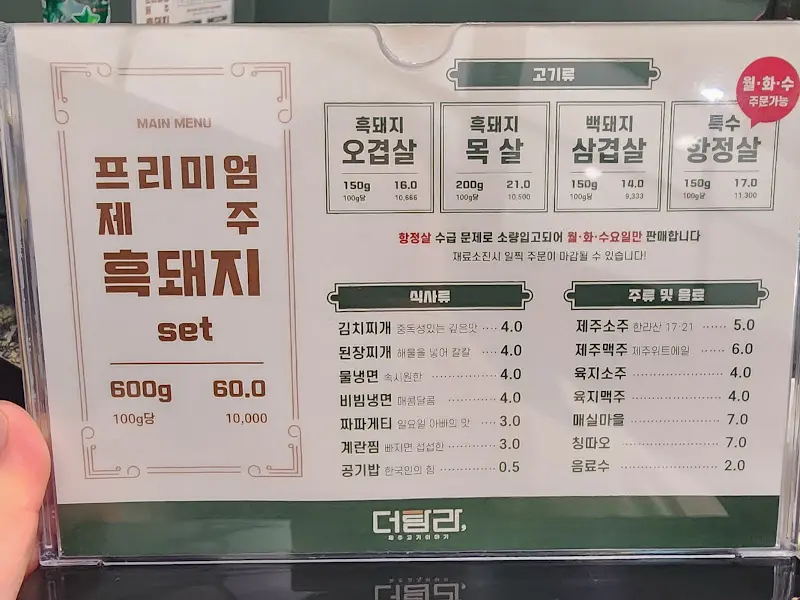 MAIN MENU
프리미엄
제 주
흑돼지
set
600g 60.0
100g당 10,000
고기류
월·화·수
주문가능
흑돼지
오겹살
150g 16.0
100g당 10,666
흑돼지
목 살
200g 21.0
100g당 10,500
백돼지
삼겹살
150g 14.0
100g당 9,333
특수
항정살
150g 17.0
100g당 11,300
항정살 수급 문제로 소량입고되어 월·화·수요일만 판매합니다
재료소진시 일찍 주문이 마감될 수 있습니다!
식사류
김치찌개 중독성있는 깊은맛 ···· 4.0
된장찌개 해물을 넣어 칼칼 ···· 4.0
물냉면 속시원한 ············ 4.0
비빔냉면 매콤달콤 ·········· 4.0
짜파게티 일요일 아빠의 맛 ···· 3.0
계란찜 빠지면 섭섭한 ········ 3.0
공기밥 한국인의 힘 ·········· 0.5
주류 및 음료
제주소주 한라산 17·21 ······ 5.0
제주맥주 제주위트에일 ······ 6.0
육지소주 ················ 4.0
육지맥주 ················ 4.0
매실마을 ················ 7.0
칭따오 ·················· 7.0
음료수 ·················· 2.0
더탐라,
제주고기이야기